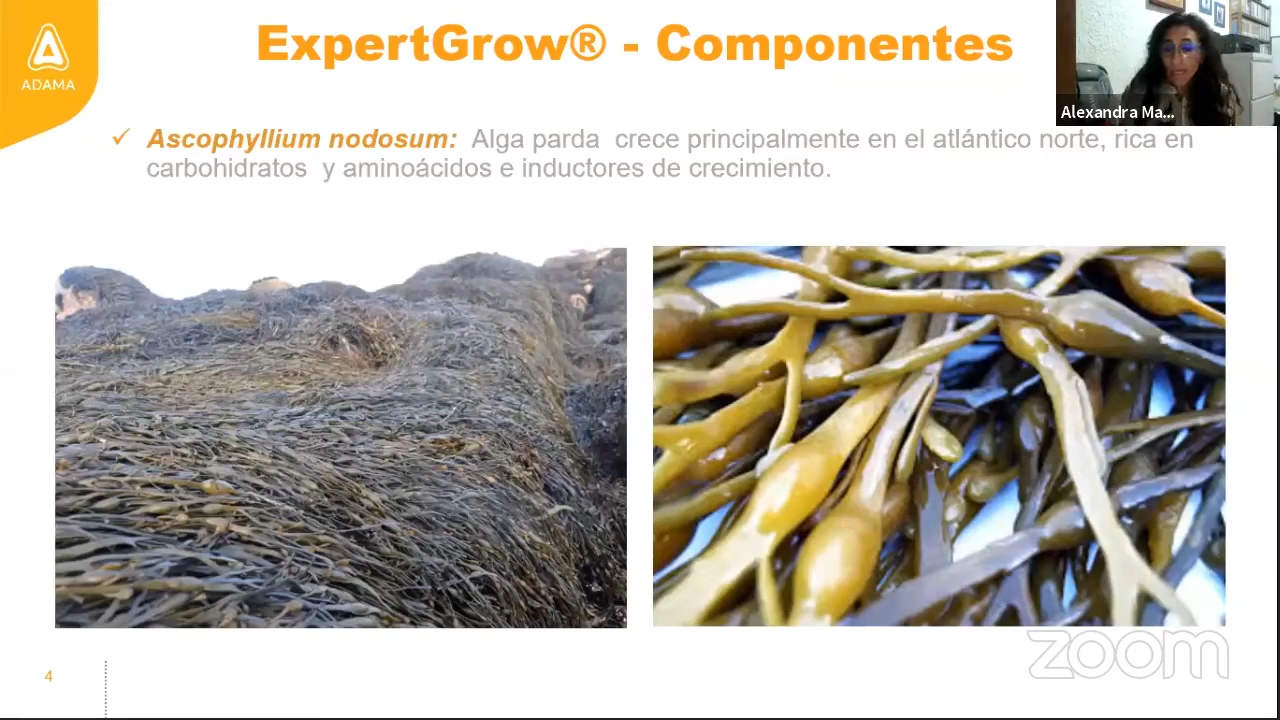 ExpertGrow® - Componentes
ADAMA
Alexandra Ma...
✓ Ascophyllium nodosum: Alga parda crece principalmente en el atlántico norte, rica en
carbohidratos y aminoácidos e inductores de crecimiento.
zoom
4